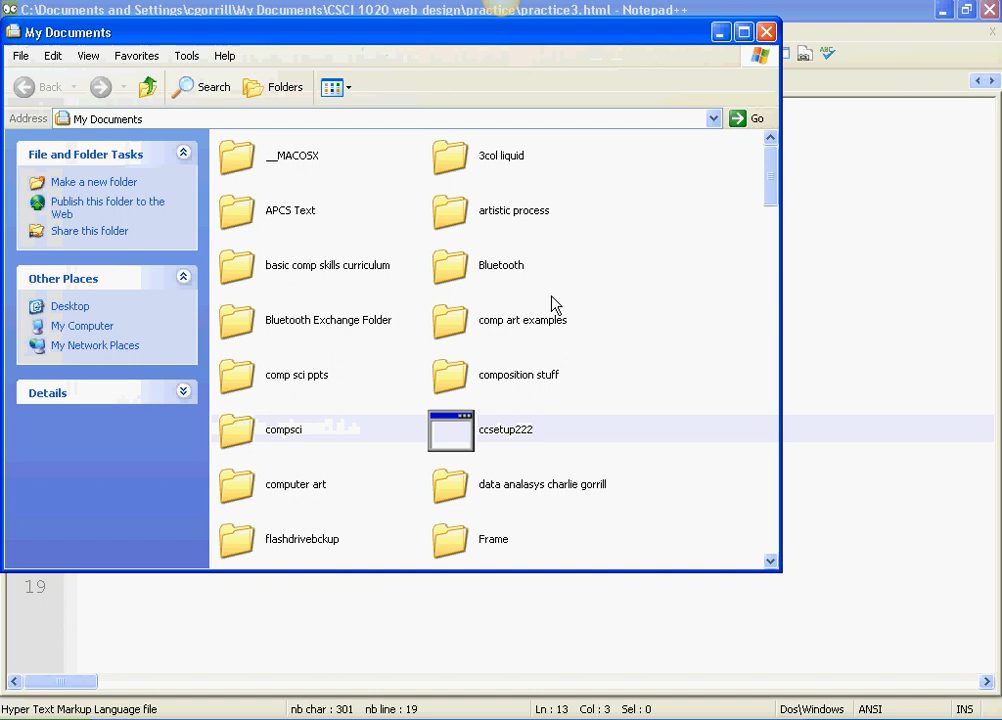 C:\Documents and Settings\cgorrill\My Documents\CSCI 1020 web design\practice\practice3.html - Notepad++
My Documents
File Edit View Favorites Tools Help
Back Search Folders
Address My Documents Go
File and Folder Tasks
Make a new folder
Publish this folder to the
Web
Share this folder
Other Places
Desktop
My Computer
My Network Places
Details
__MACOSX 3col liquid
APCS Text artistic process
basic comp skills curriculum Bluetooth
Bluetooth Exchange Folder comp art examples
comp sci ppts composition stuff
compsci ccsetup222
computer art data analasys charlie gorrill
flashdrivebckup Frame
19
Hyper Text Markup Language file nb char : 301 nb line : 19 Ln : 13 Col : 3 Sel : 0 Dos\Windows ANSI INS